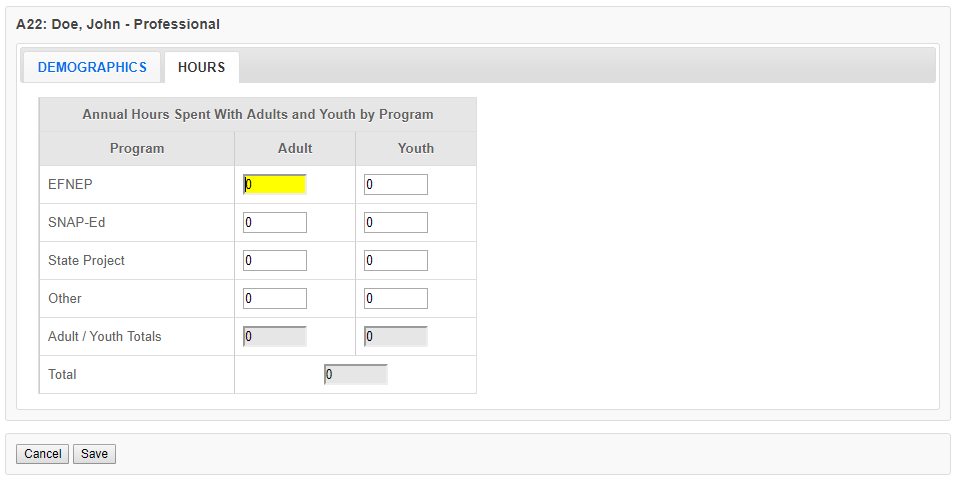 A22: Doe, John - Professional
DEMOGRAPHICS HOURS
Annual Hours Spent With Adults and Youth by Program
Program Adult Youth
EFNEP 0 0
SNAP-Ed 0 0
State Project 0 0
Other 0 0
Adult / Youth Totals 0 0
Total 0
Cancel Save